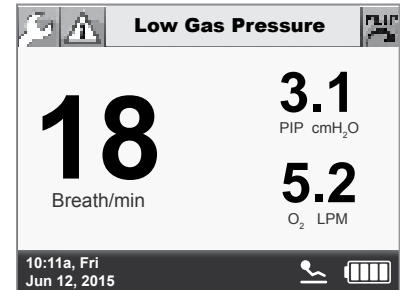 Low Gas Pressure
18
Breath/min
3.1
PIP cmH₂O
5.2
O₂ LPM
10:11a, Fri
Jun 12, 2015